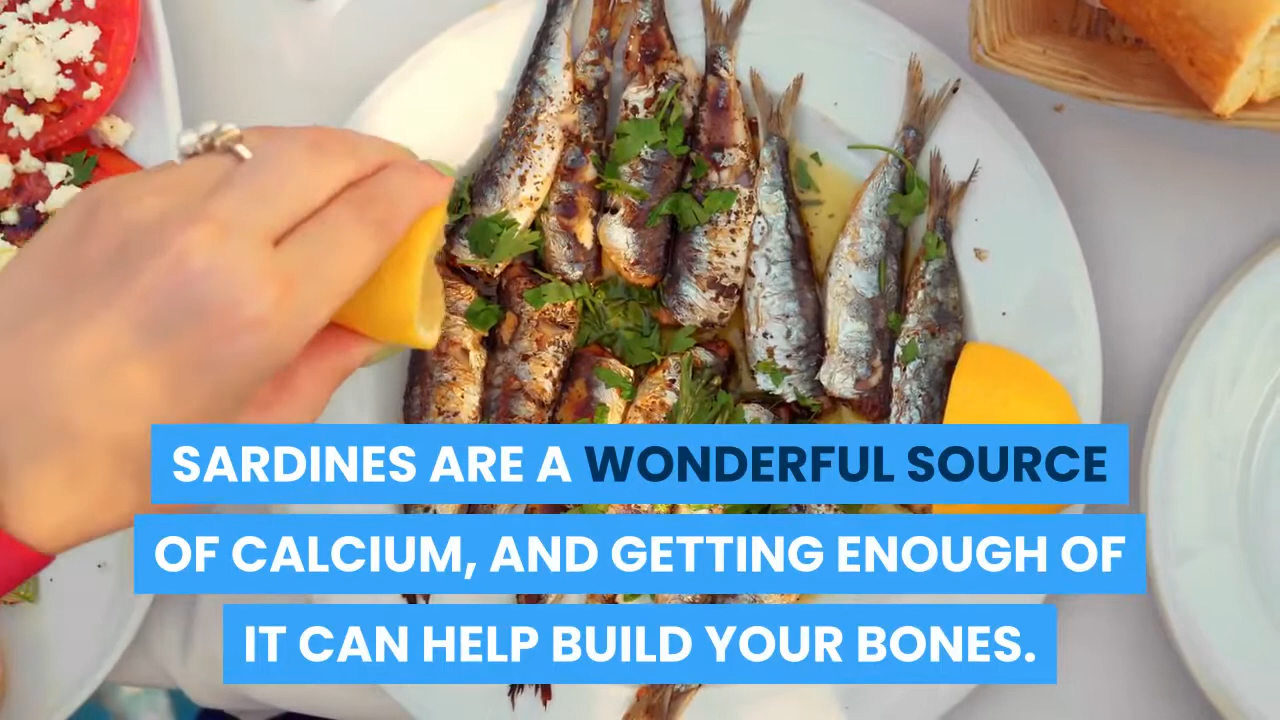 SARDINES ARE A WONDERFUL SOURCE
OF CALCIUM, AND GETTING ENOUGH OF
IT CAN HELP BUILD YOUR BONES.